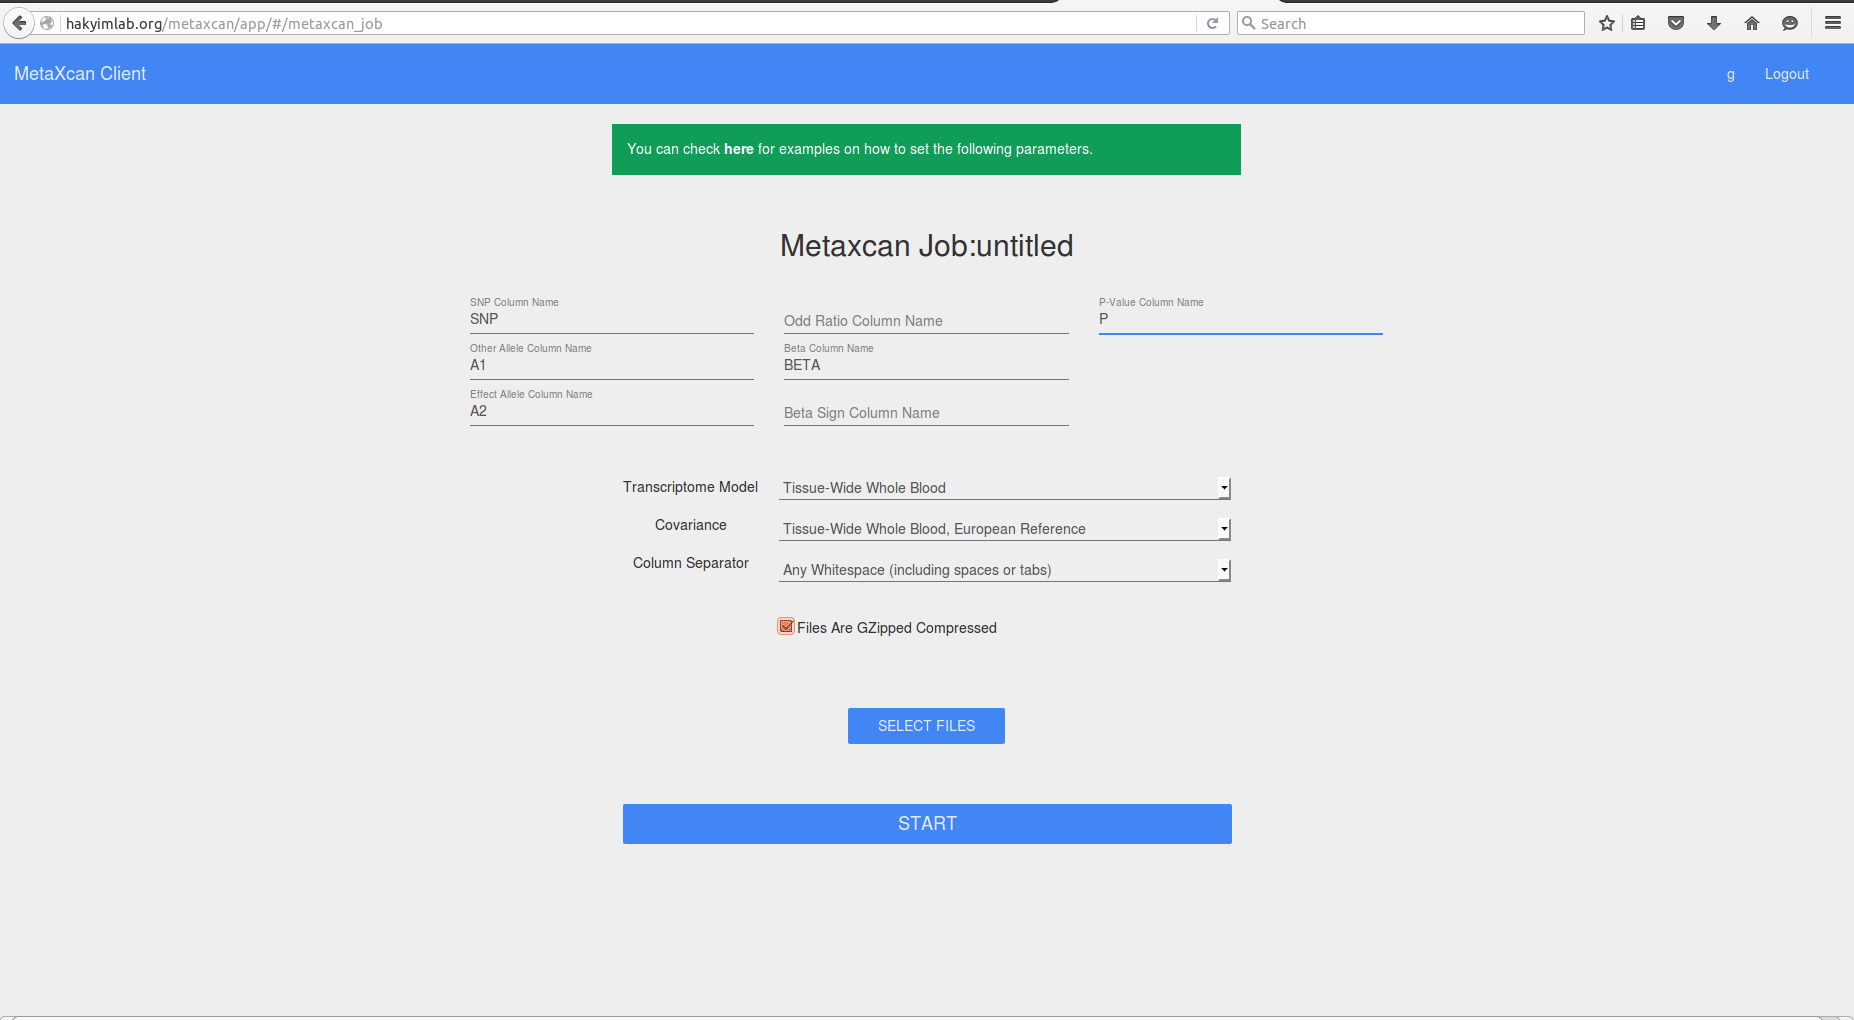 hakyimlab.org/metaxcan/app/#/metaxcan_job
Search
MetaXcan Client
g
Logout
You can check here for examples on how to set the following parameters.
Metaxcan Job:untitled
SNP Column Name
SNP
Odd Ratio Column Name
P-Value Column Name
P
Other Allele Column Name
A1
Beta Column Name
BETA
Effect Allele Column Name
A2
Beta Sign Column Name
Transcriptome Model
Tissue-Wide Whole Blood
Covariance
Tissue-Wide Whole Blood, European Reference
Column Separator
Any Whitespace (including spaces or tabs)
Files Are GZipped Compressed
SELECT FILES
START